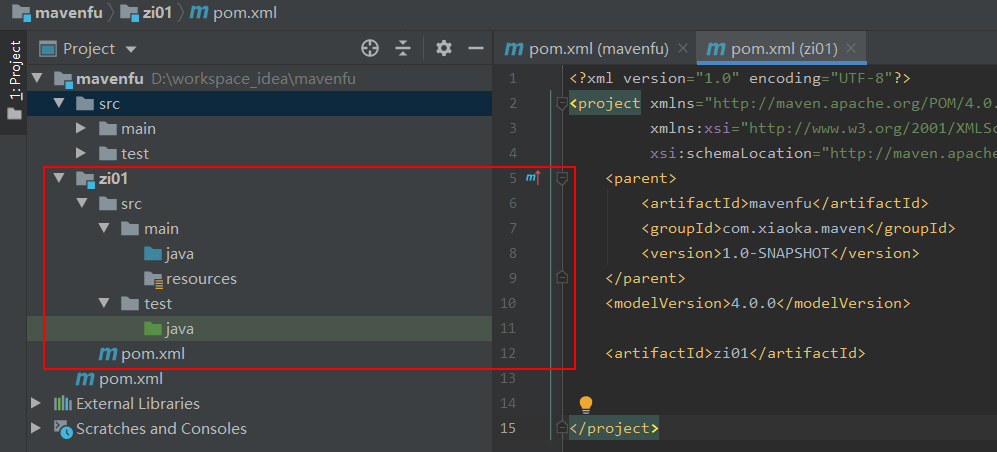 mavenfu zi01 pom.xml
1: Project
Project
mavenfu D:\workspace_idea\mavenfu
src
main
test
zi01
src
main
java
resources
test
java
pom.xml
pom.xml
External Libraries
Scratches and Consoles
pom.xml (mavenfu) pom.xml (zi01)
1 <?xml version="1.0" encoding="UTF-8"?>
2 <project xmlns="http://maven.apache.org/POM/4.0.
3 xmlns:xsi="http://www.w3.org/2001/XMLSc
4 xsi:schemaLocation="http://maven.apache
5 <parent>
6 <artifactId>mavenfu</artifactId>
7 <groupId>com.xiaoka.maven</groupId>
8 <version>1.0-SNAPSHOT</version>
9 </parent>
10 <modelVersion>4.0.0</modelVersion>
11
12 <artifactId>zi01</artifactId>
13
14
15 </project>